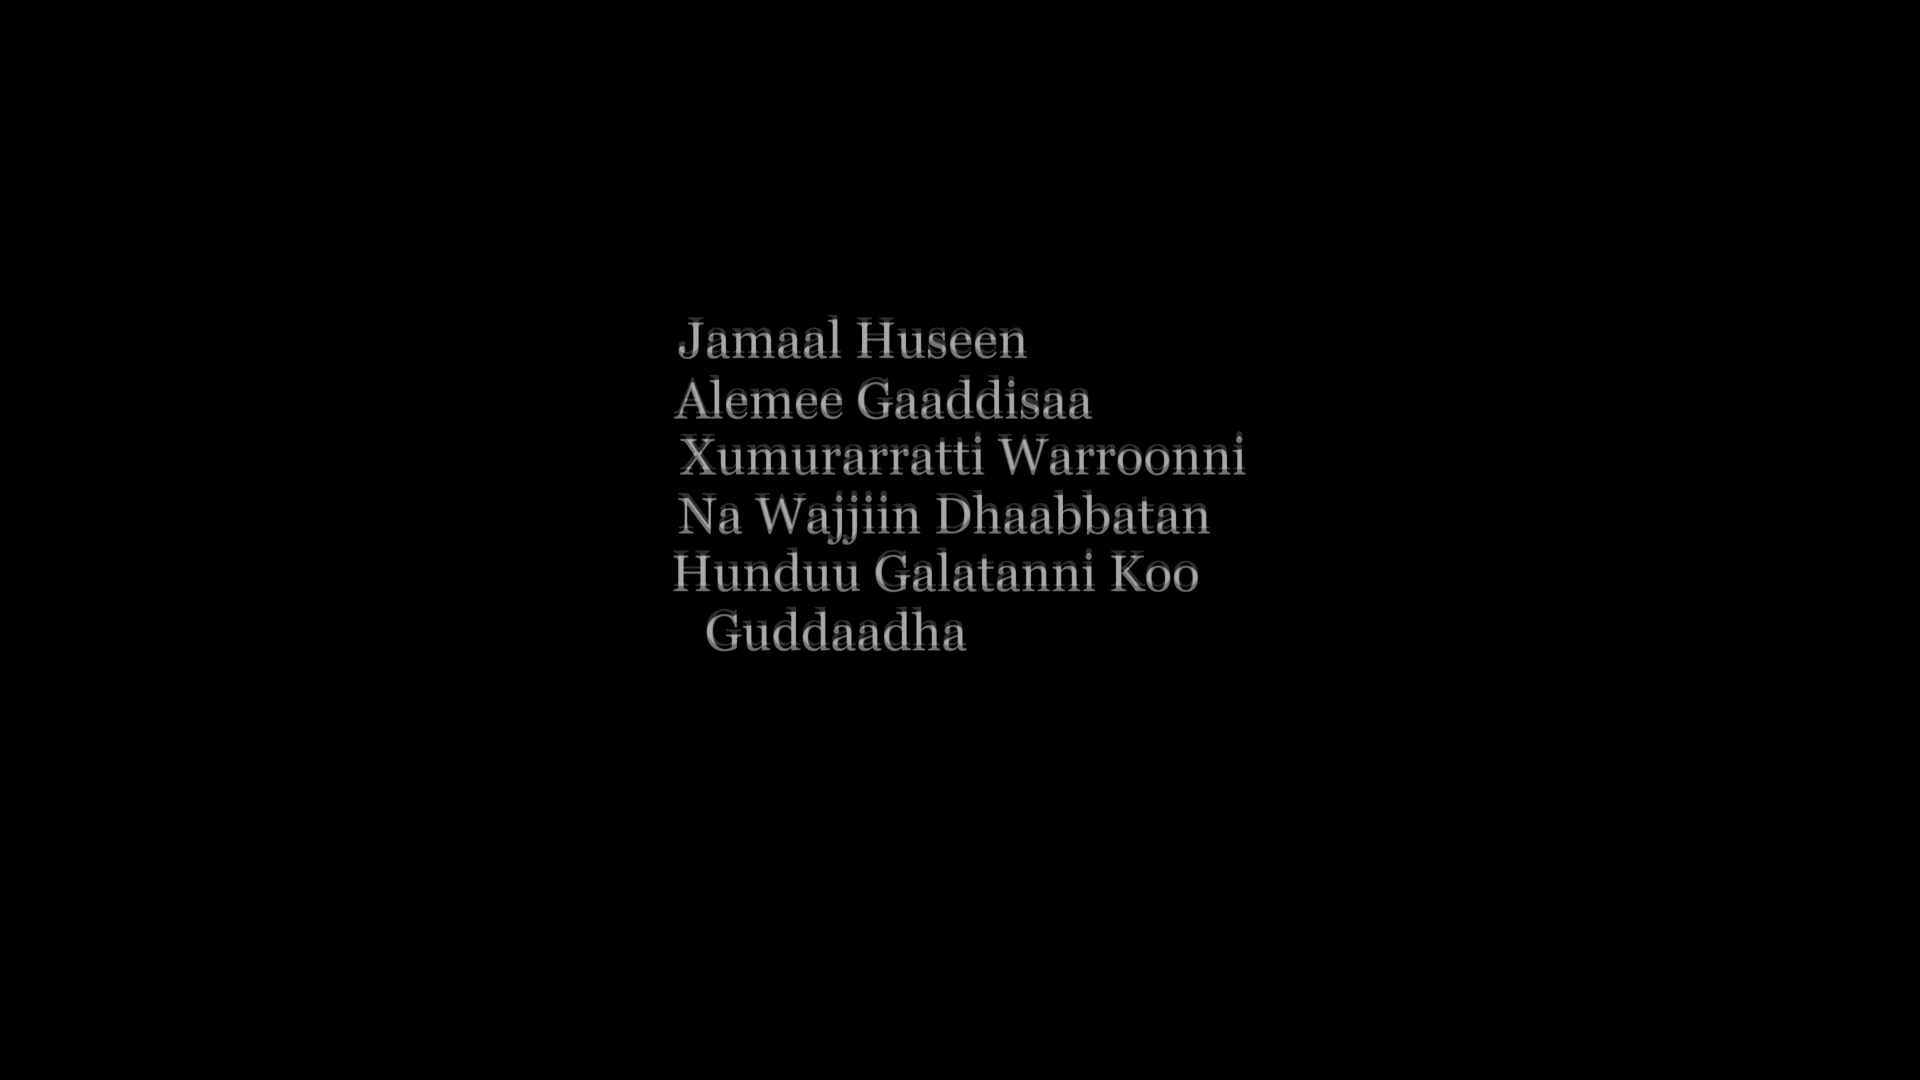 Jamaal Huseen
Alemee Gaaddisaa
Xumurarratti Warroonni
Na Wajjiin Dhaabbatan
Hunduu Galatanni Koo
Guddaadha